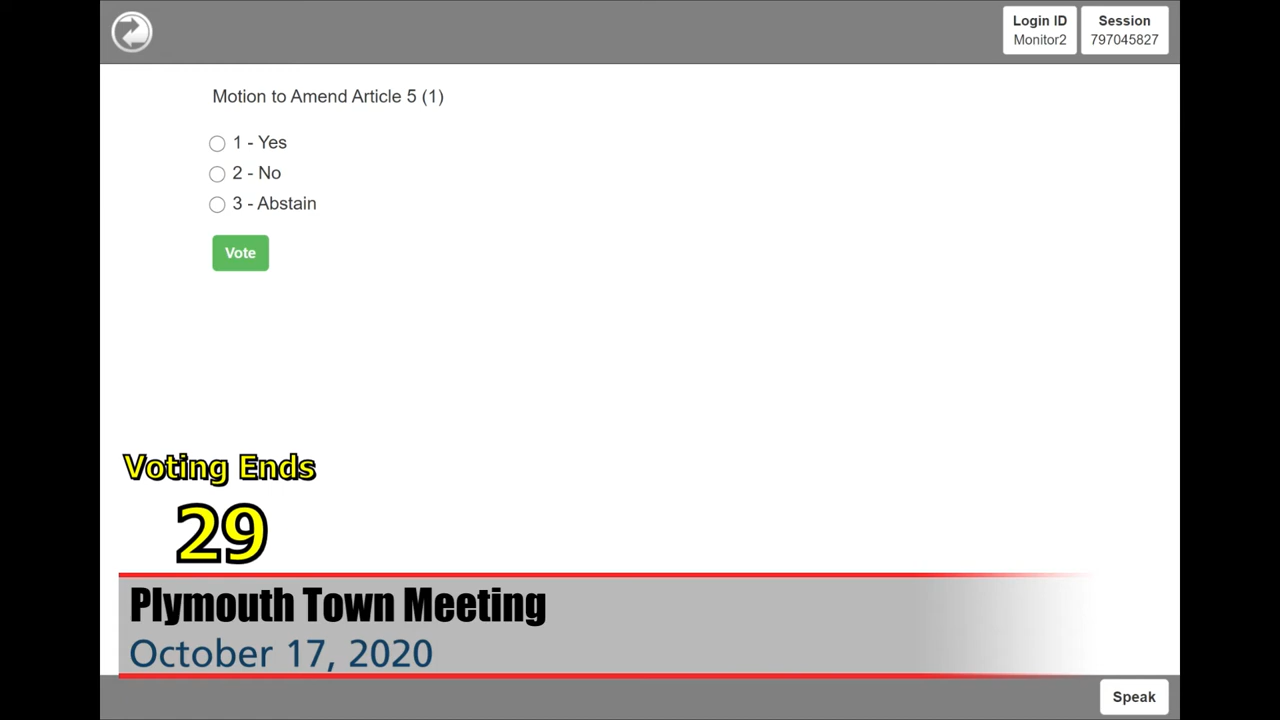 Login ID
Monitor2
Session
797045827
Motion to Amend Article 5 (1)
1 - Yes
2 - No
3 - Abstain
Vote
Voting Ends
29
Plymouth Town Meeting
October 17, 2020
Speak